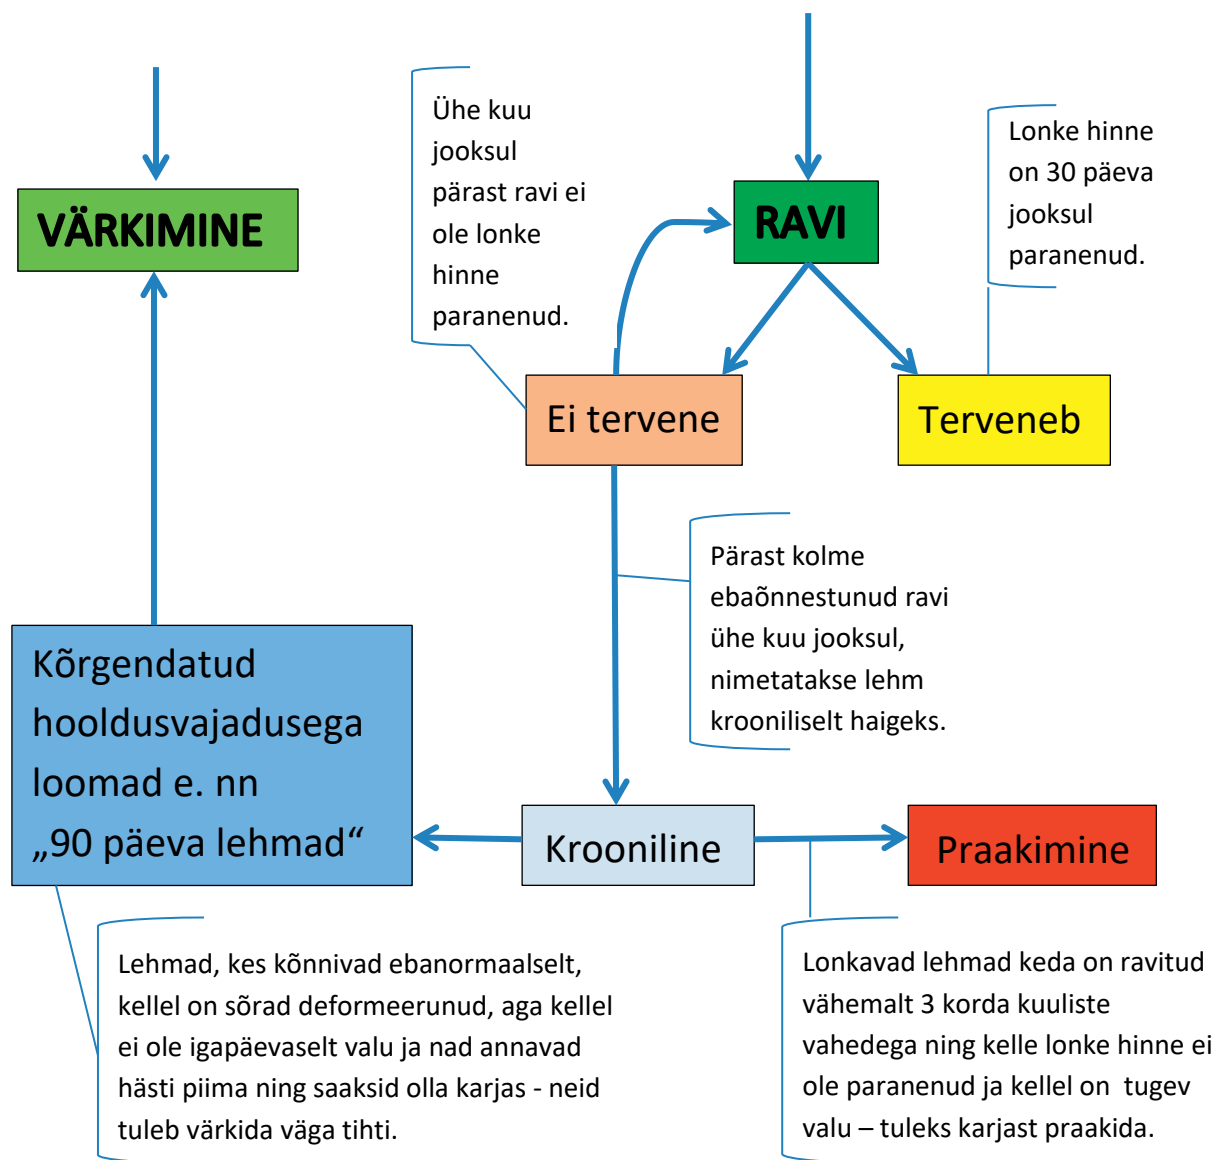 Ühe kuu
jooksul
pärast ravi ei
ole lonke
hinne
paranenud.
Lonke hinne
on 30 päeva
jooksul
paranenud.
VÄRKIMINE
RAVI
Ei tervene
Terveneb
Pärast kolme
ebaõnnestunud ravi
ühe kuu jooksul,
nimetatakse lehm
krooniliselt haigeks.
Kõrgendatud
hooldusvajadusega
loomad e. nn
„90 päeva lehmad“
Krooniline
Praakimine
Lehmad, kes kõnnivad ebanormaalselt,
kellel on sõrad deformeerunud, aga kellel
ei ole igapäevaselt valu ja nad annavad
hästi piima ning saaksid olla karjas - neid
tuleb värkida väga tihti.
Lonkavad lehmad keda on ravitud
vähemalt 3 korda kuuliste
vahedega ning kelle lonke hinne ei
ole paranenud ja kellel on tugev
valu – tuleks karjast praakida.